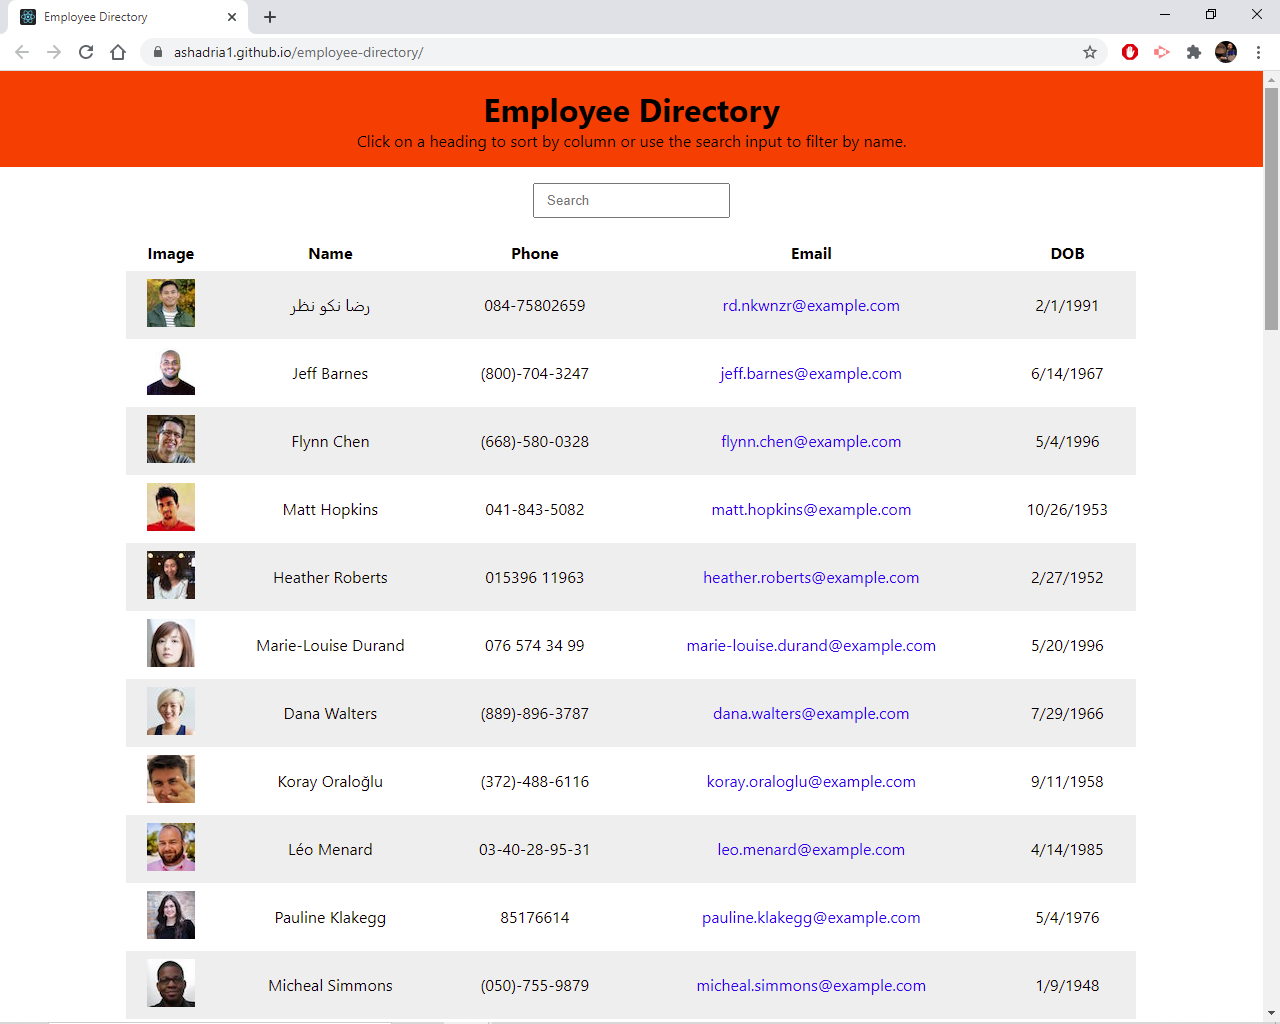 Employee Directory
ashadria1.github.io/employee-directory/
Employee Directory
Click on a heading to sort by column or use the search input to filter by name.
Search
Image Name Phone Email DOB
رضا نكو نظر 084-75802659 rd.nkwnzr@example.com 2/1/1991
Jeff Barnes (800)-704-3247 jeff.barnes@example.com 6/14/1967
Flynn Chen (668)-580-0328 flynn.chen@example.com 5/4/1996
Matt Hopkins 041-843-5082 matt.hopkins@example.com 10/26/1953
Heather Roberts 015396 11963 heather.roberts@example.com 2/27/1952
Marie-Louise Durand 076 574 34 99 marie-louise.durand@example.com 5/20/1996
Dana Walters (889)-896-3787 dana.walters@example.com 7/29/1966
Koray Oraloğlu (372)-488-6116 koray.oraloglu@example.com 9/11/1958
Léo Menard 03-40-28-95-31 leo.menard@example.com 4/14/1985
Pauline Klakegg 85176614 pauline.klakegg@example.com 5/4/1976
Micheal Simmons (050)-755-9879 micheal.simmons@example.com 1/9/1948